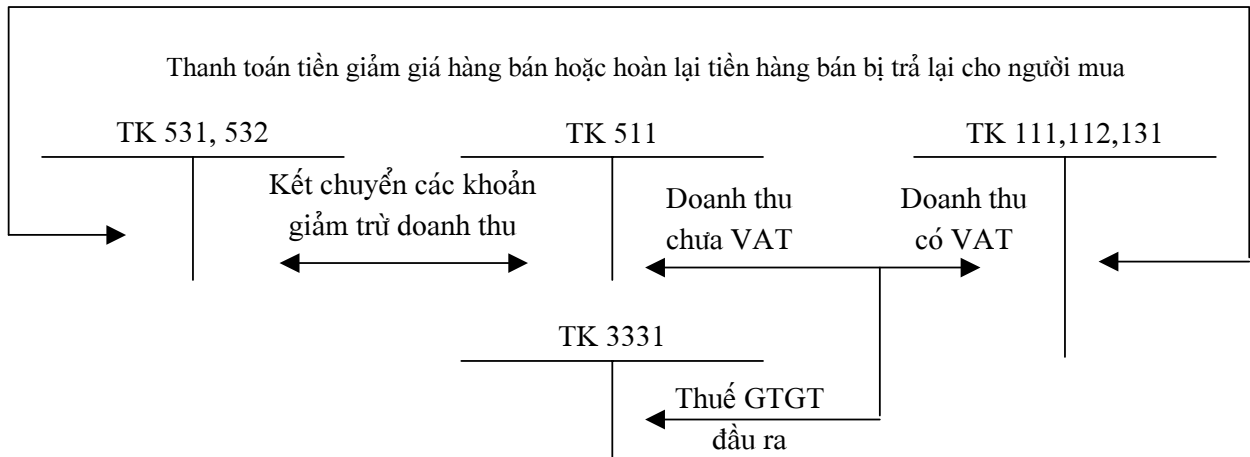 Thanh toán tiền giảm giá hàng bán hoặc hoàn lại tiền hàng bán bị trả lại cho người mua
TK 531, 532
TK 511
TK 111,112,131
Kết chuyển các khoản
giảm trừ doanh thu
Doanh thu
chưa VAT
Doanh thu
có VAT
TK 3331
Thuế GTGT
đầu ra